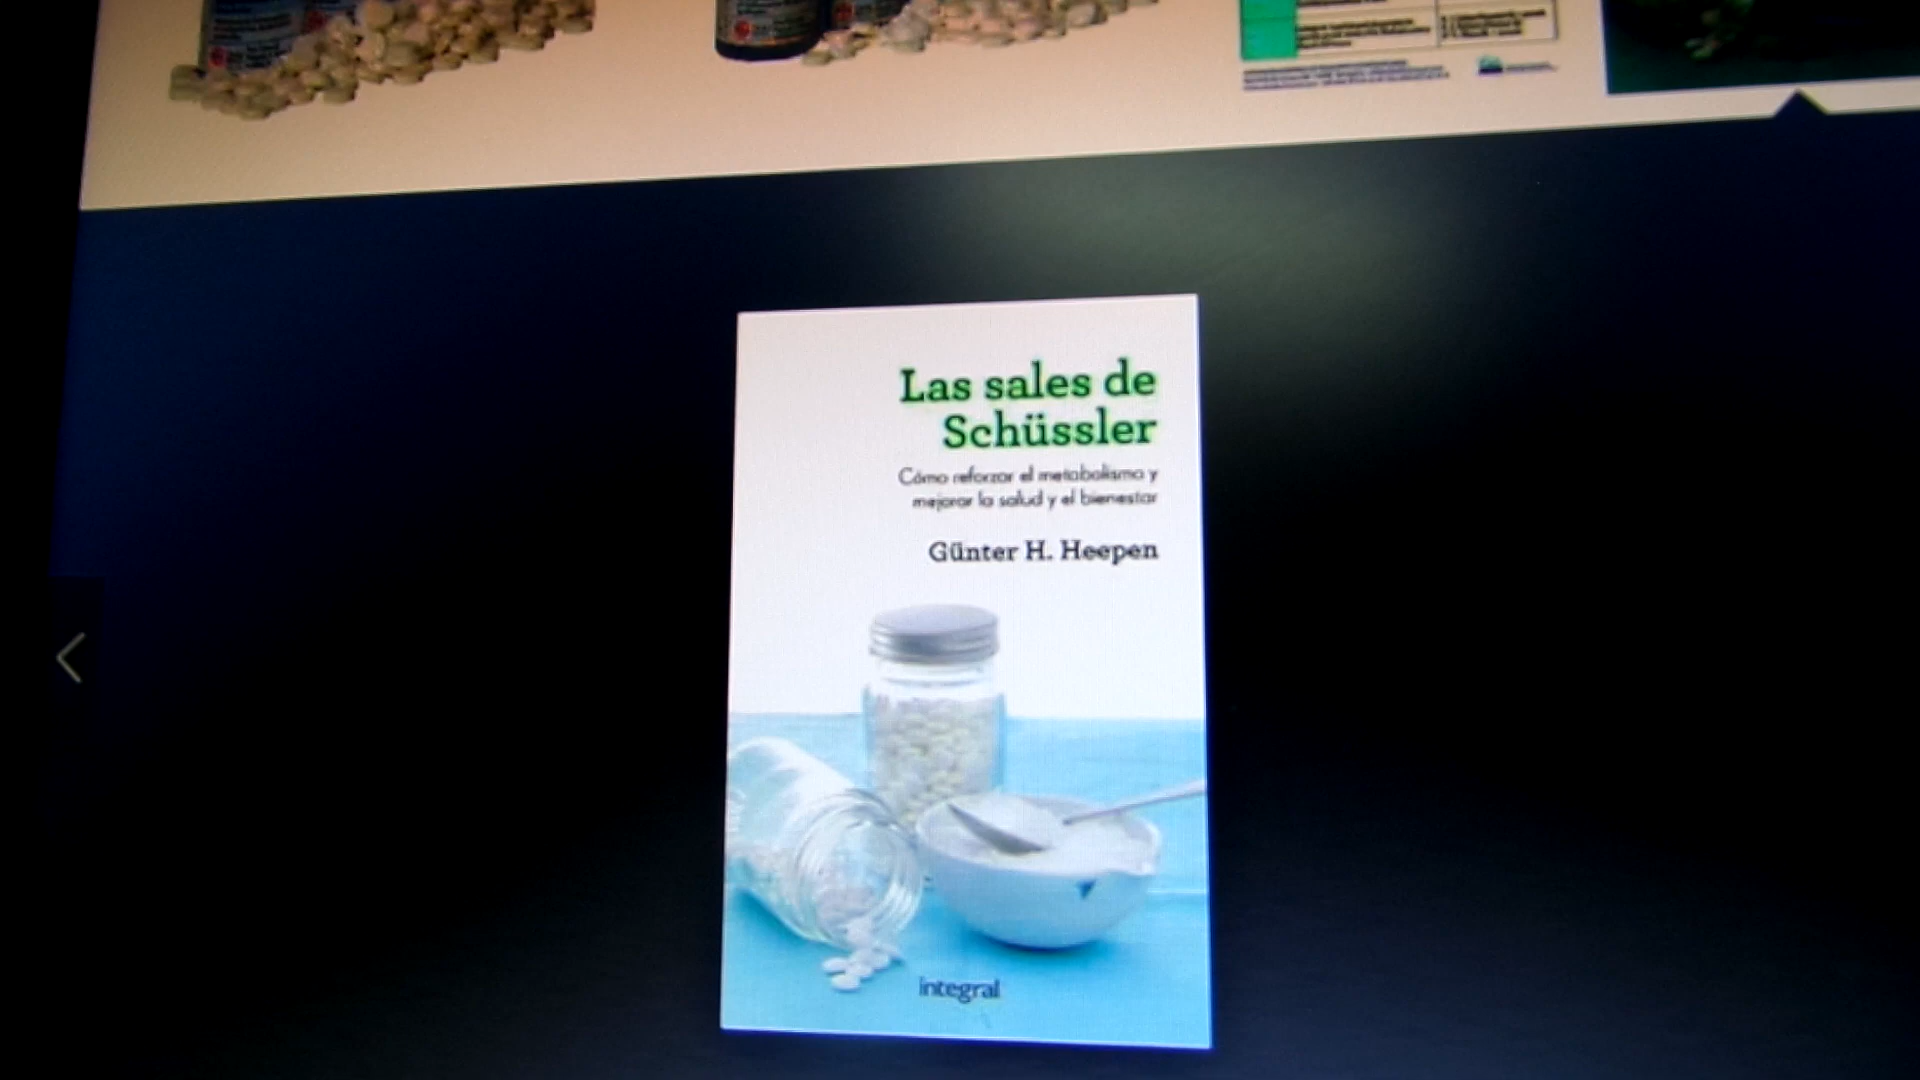 Las sales de
Schüssler
Cómo reforzar el metabolismo y
mejorar la salud y el bienestar
Günter H. Heepen
integral